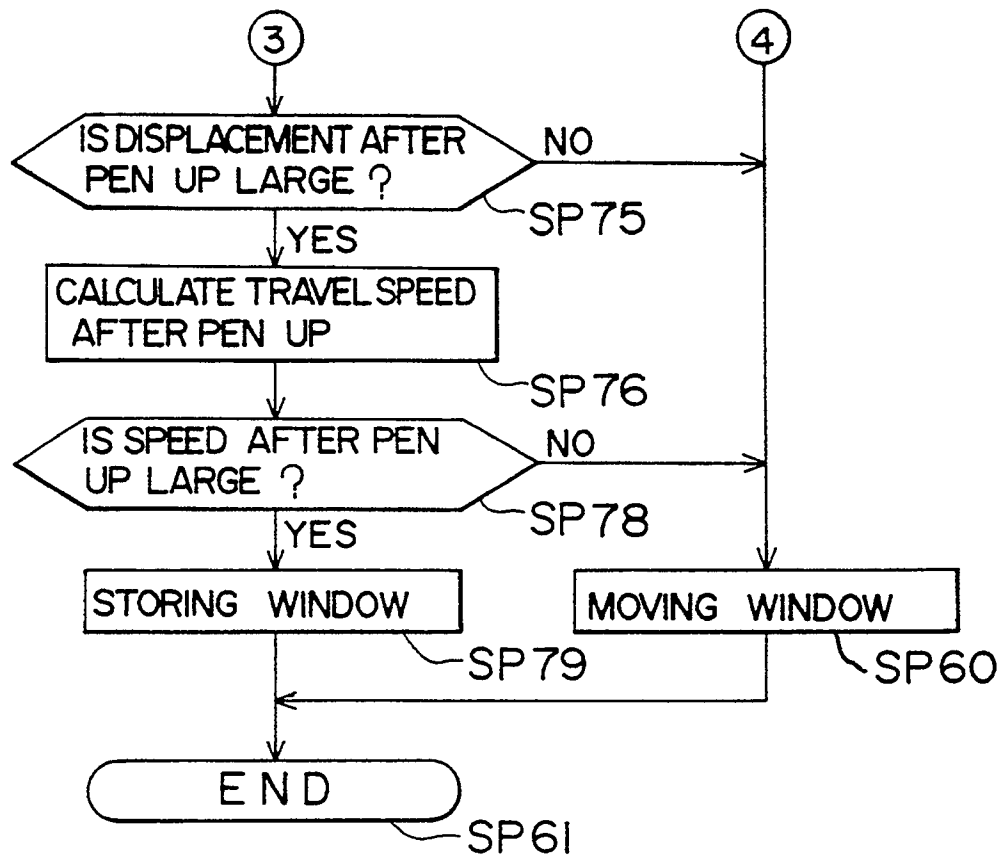 3
4
IS DISPLACEMENT AFTER
PEN UP LARGE ?
NO
SP75
YES
CALCULATE TRAVEL SPEED
AFTER PEN UP
SP76
IS SPEED AFTER PEN
UP LARGE ?
NO
SP78
YES
STORING WINDOW
SP79
MOVING WINDOW
SP60
END
SP61